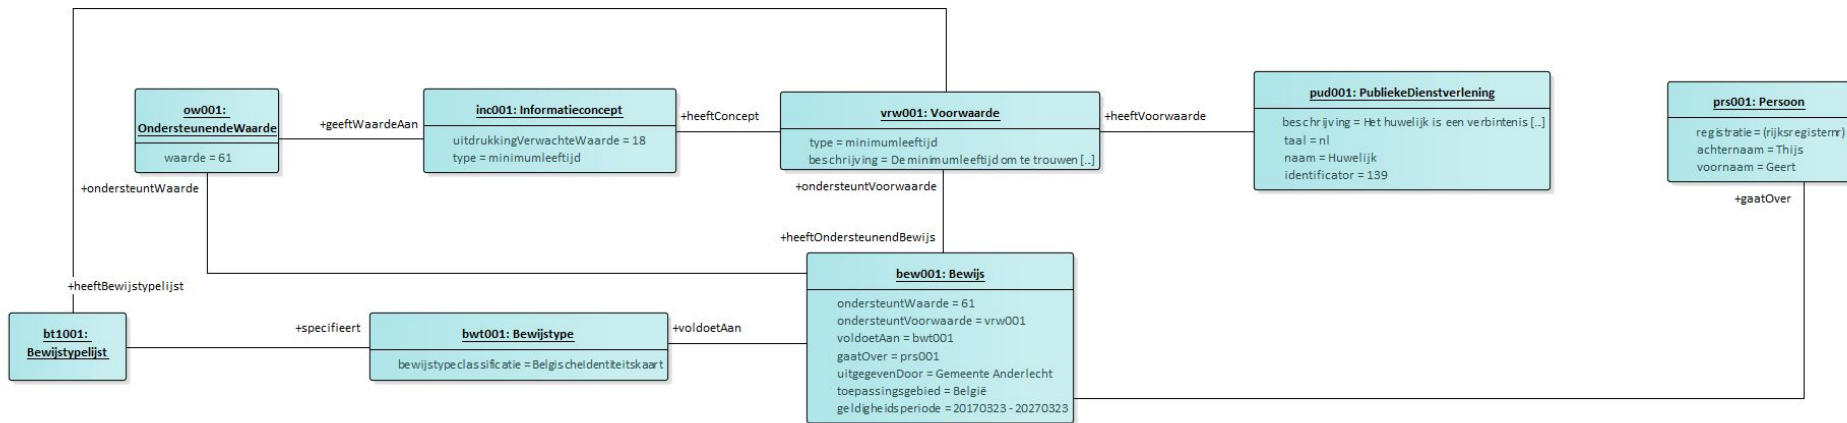 ow001:
OndersteunendeWaarde
waarde = 61
+geeftWaardeAan
inc001: Informatieconcept
uitdrukkingVerwachteWaarde = 18
type = minimumleeftijd
+heeftConcept
vrw001: Voorwaarde
type = minimumleeftijd
beschrijving = De minimumleeftijd om te trouwen [..]
+heeftVoorwaarde
pud001: PubliekeDienstverlening
beschrijving = Het huwelijk is een verbintenis [..]
taal = nl
naam = Huwelijk
identificator = 139
prs001: Persoon
registratie = (rijksregisternr)
achternaam = Thijs
voornaam = Geert
+ondersteuntWaarde
+ondersteuntVoorwaarde
+gaatOver
+heeftOndersteunendBewijs
+heeftBewijstypelijst
bt1001:
Bewijstypelijst
+specifieert
bwt001: Bewijstype
bewijstypeclassificatie = BelgischeIdentiteitskaart
+voldoetAan
bew001: Bewijs
ondersteuntWaarde = 61
ondersteuntVoorwaarde = vrw001
voldoetAan = bwt001
gaatOver = prs001
uitgegevenDoor = Gemeente Anderlecht
toepassingsgebied = België
geldigheidsperiode = 20170323 - 20270323